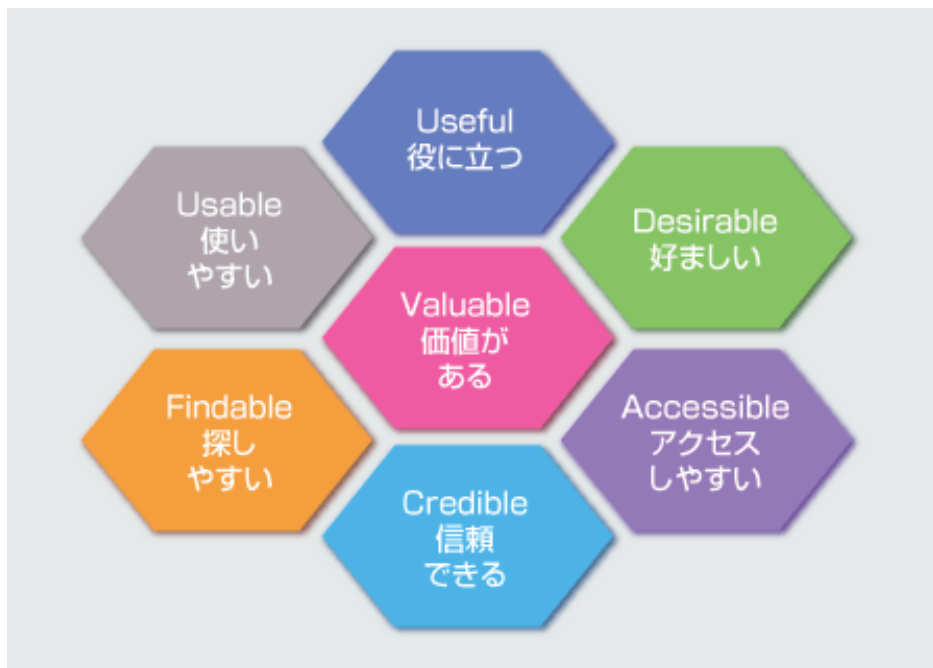 Useful
役に立つ
Usable
使い
やすい
Desirable
好ましい
Valuable
価値が
ある
Findable
探し
やすい
Accessible
アクセス
しやすい
Credible
信頼
できる